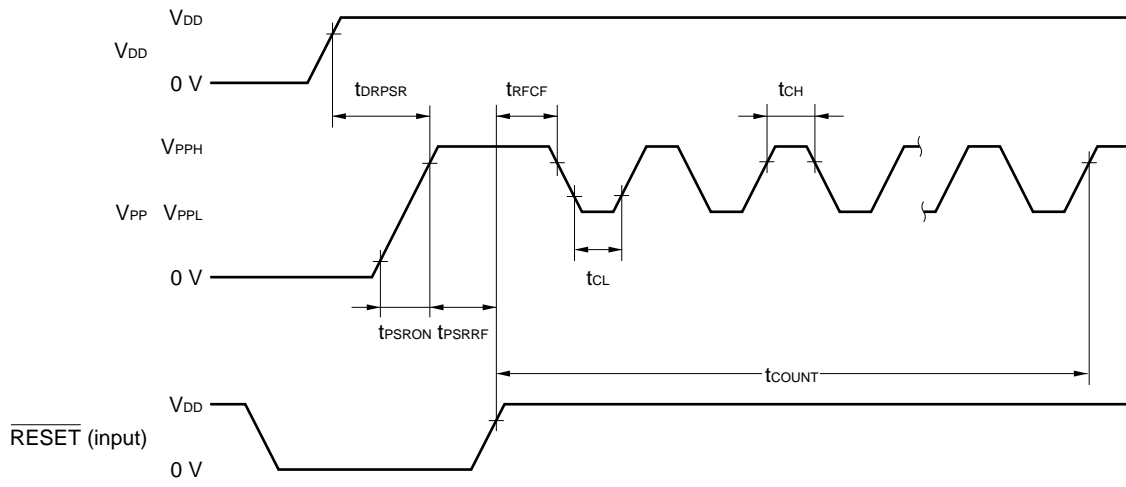 VDD
VDD
0 V
tDRPSR
tRFCF
tCH
VPPH
VPP VPPL
tCL
0 V
tPSRON tPSRRF
tCOUNT
VDD
RESET (input)
0 V